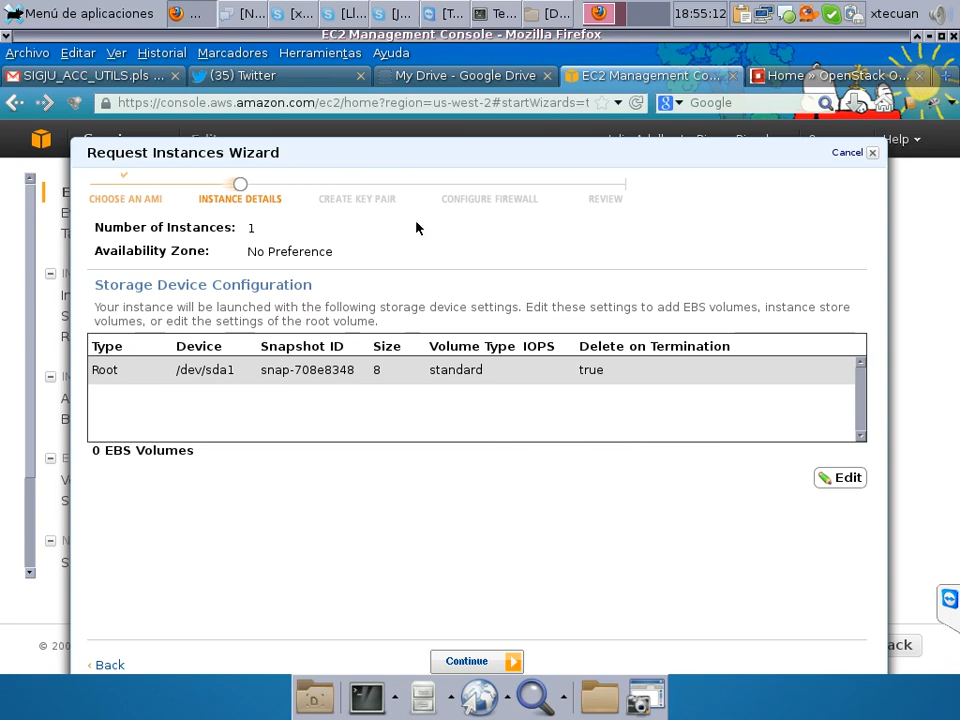 Menú de aplicaciones
...
[N...
[x...
[Ll...
[J...
[T...
Te...
[D...
18:55:12
xtecuan
EC2 Management Console - Mozilla Firefox
Archivo Editar Ver Historial Marcadores Herramientas Ayuda
SIGJU_ACC_UTILS.pls ...
(35) Twitter
My Drive - Google Drive
EC2 Management Co...
Home » OpenStack O...
https://console.aws.amazon.com/ec2/home?region=us-west-2#startWizards=t
Google
Help
Request Instances Wizard
Cancel
CHOOSE AN AMI INSTANCE DETAILS CREATE KEY PAIR CONFIGURE FIREWALL REVIEW
Number of Instances: 1
Availability Zone: No Preference
Storage Device Configuration
Your instance will be launched with the following storage device settings. Edit these settings to add EBS volumes, instance store
volumes, or edit the settings of the root volume.
Type Device Snapshot ID Size Volume Type IOPS Delete on Termination
Root /dev/sda1 snap-708e8348 8 standard true
0 EBS Volumes
Edit
Back
Continue
© 200
ack